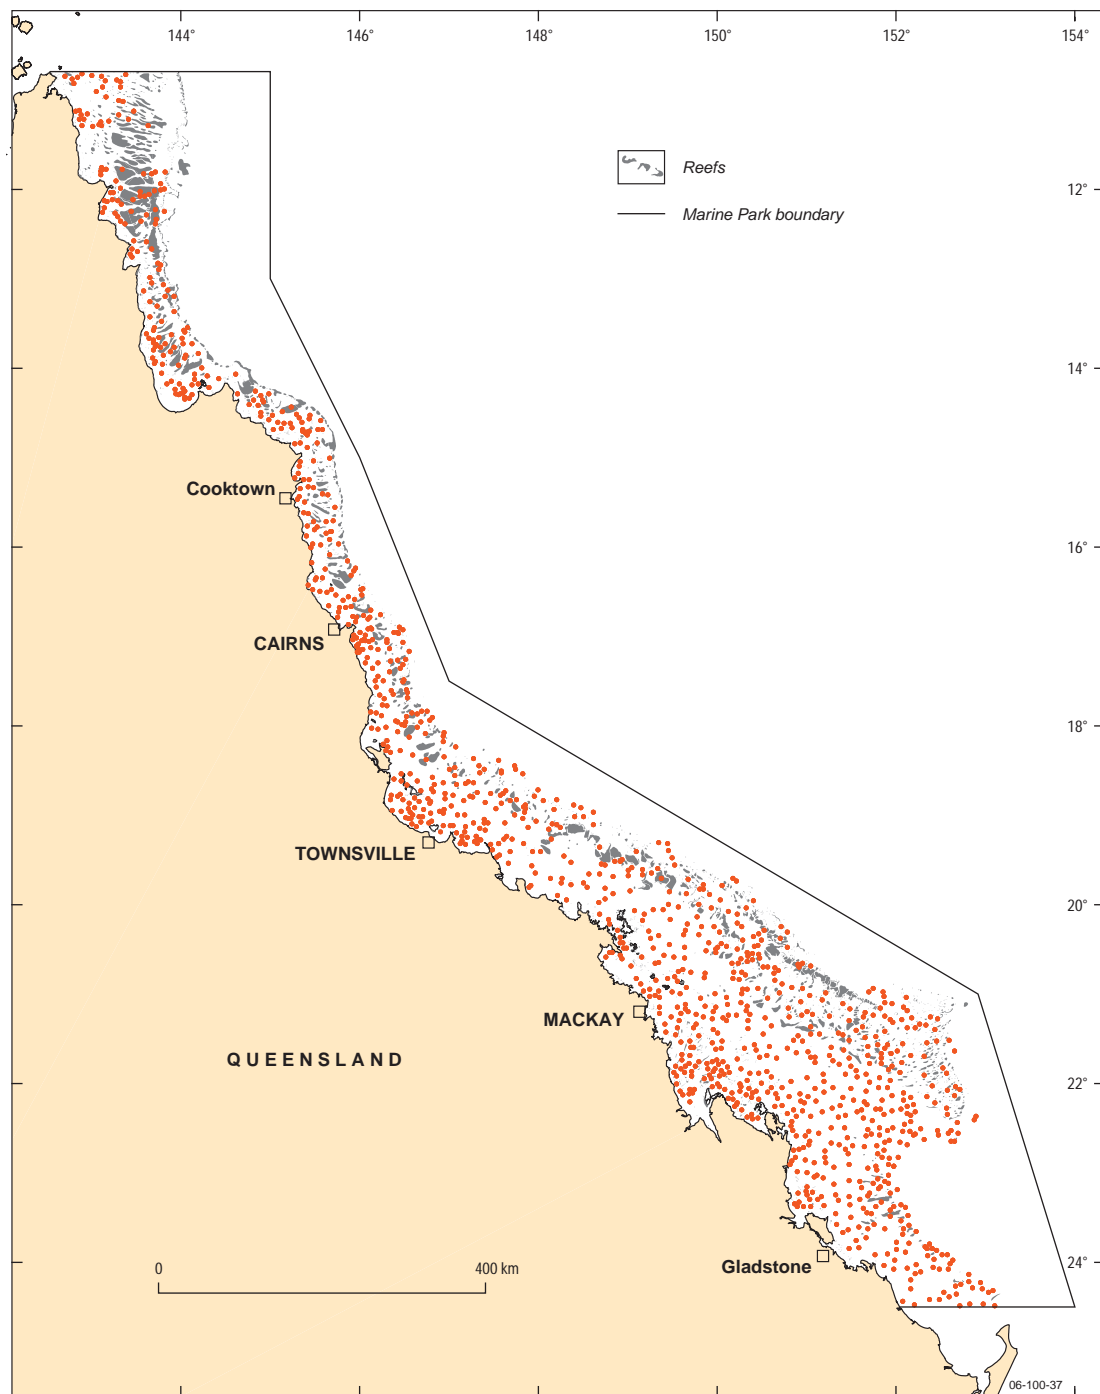 144° 146° 148° 150° 152° 154°
Reefs
12°
Marine Park boundary
14°
Cooktown
16°
CAIRNS
18°
TOWNSVILLE
20°
MACKAY
QUEENSLAND
22°
24°
Gladstone
0 400 km
06-100-37